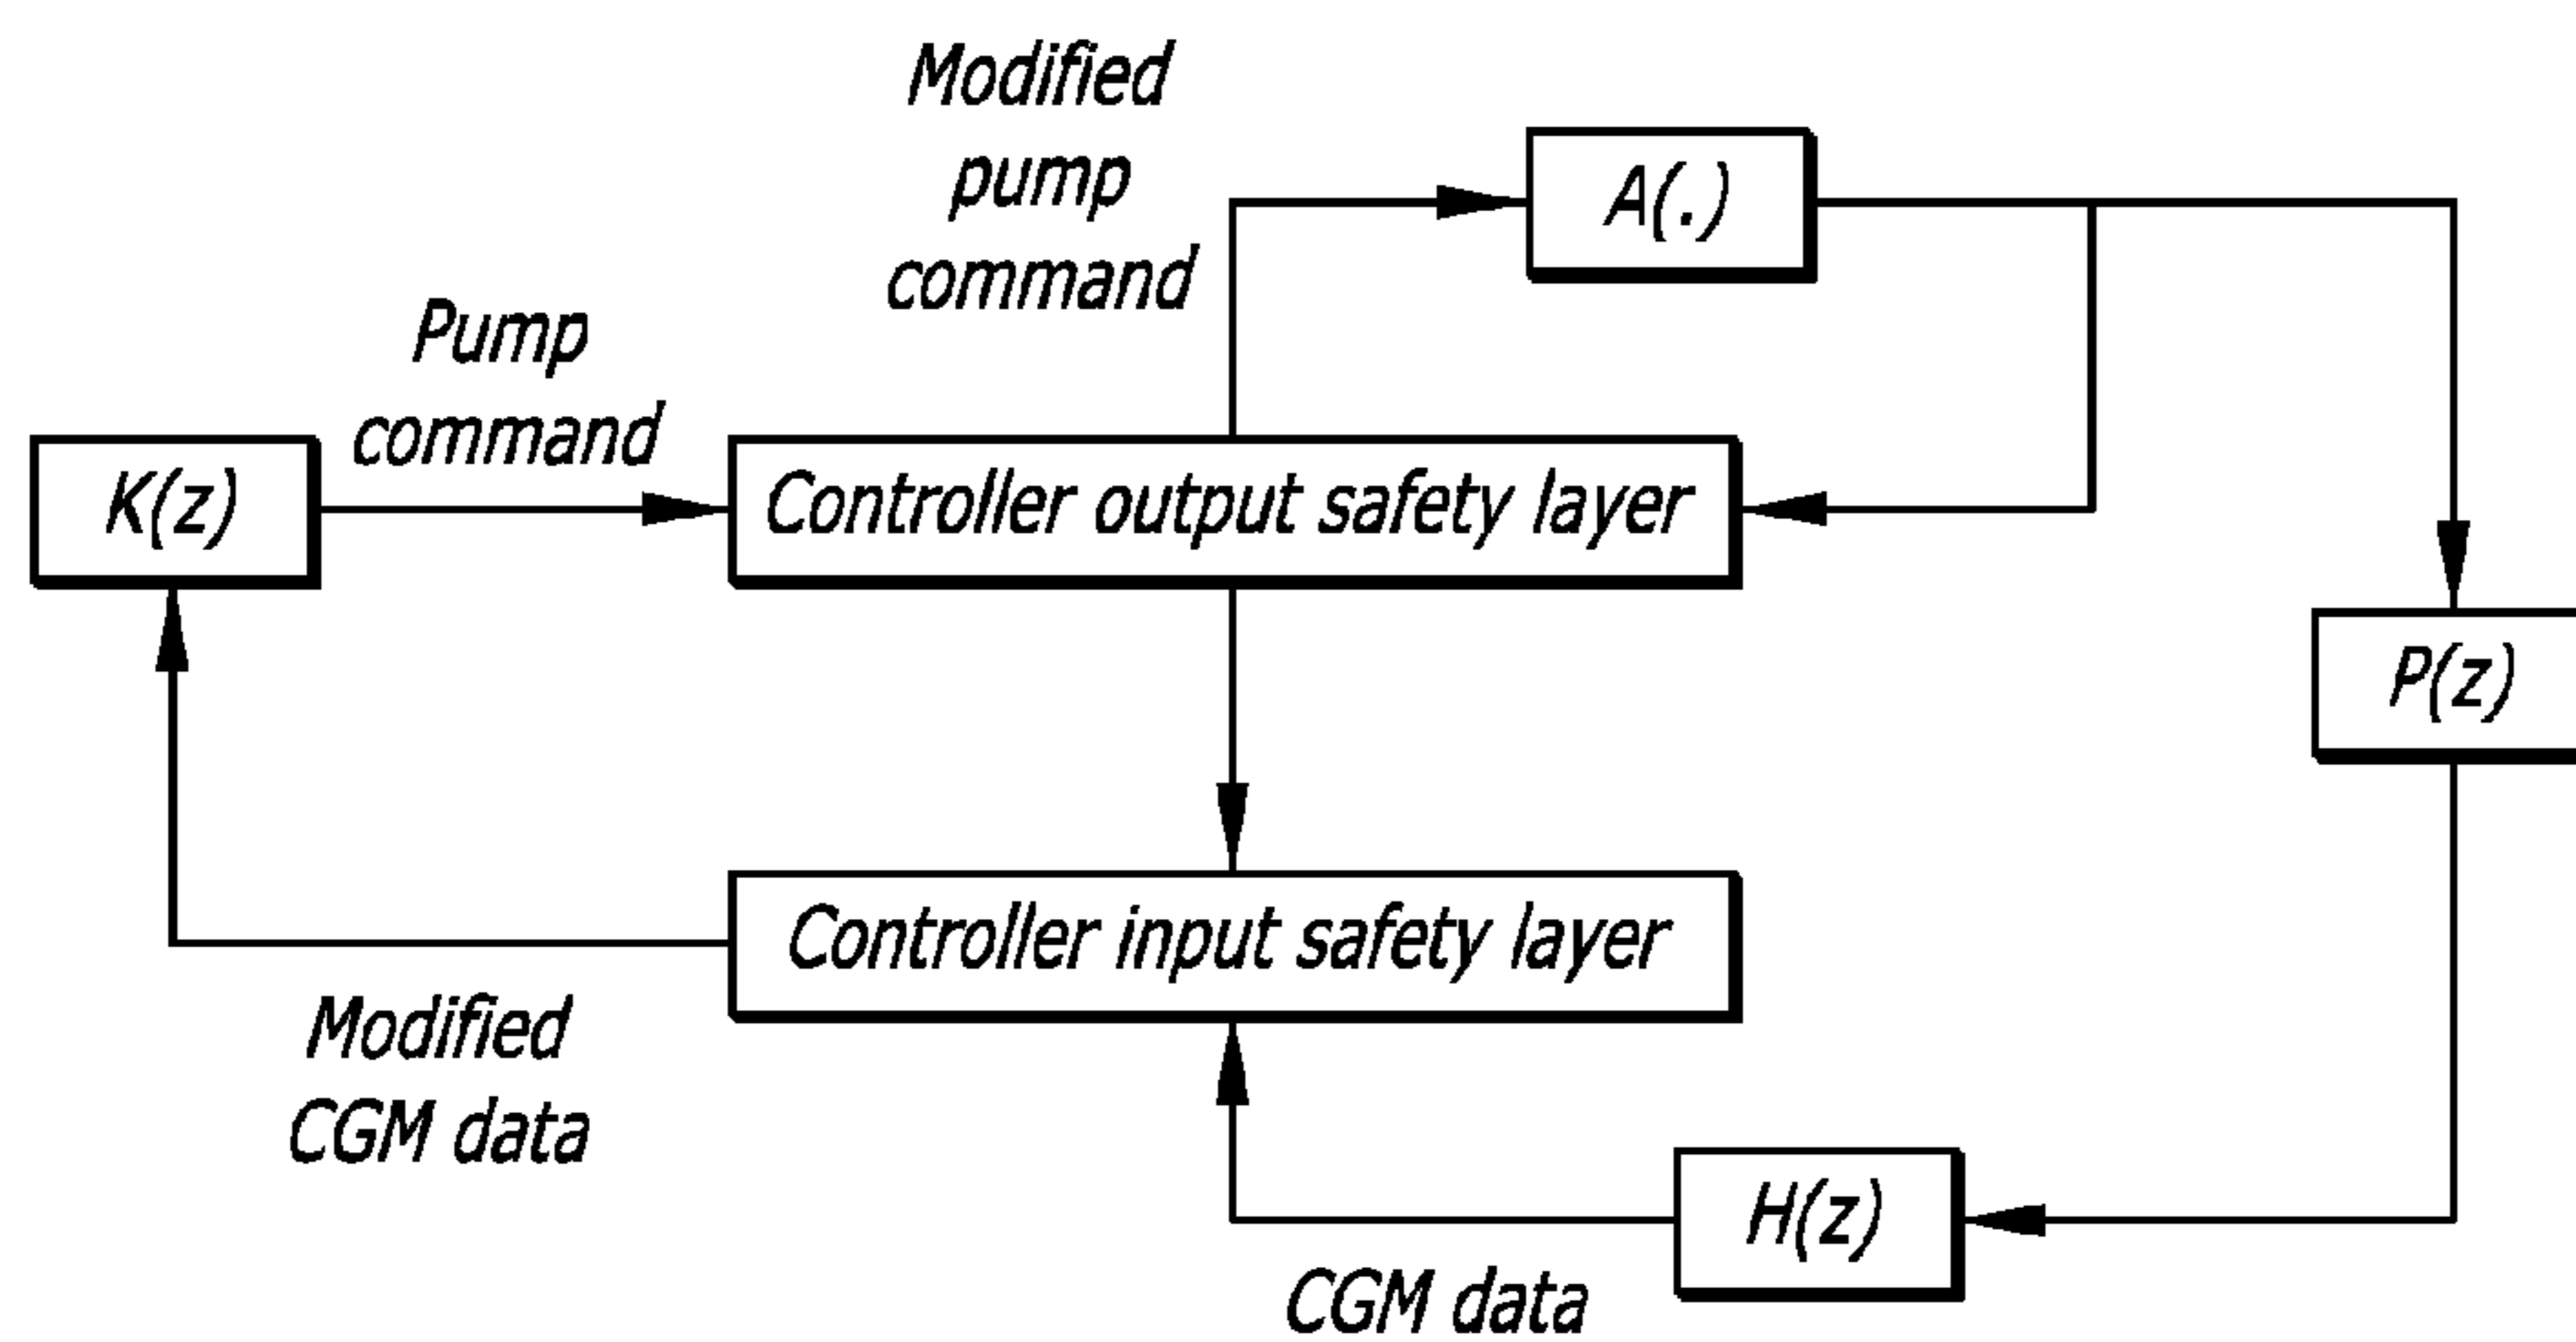 Modified
pump
command
A(.)
Pump
command
K(z)
Controller output safety layer
P(z)
Controller input safety layer
Modified
CGM data
H(z)
CGM data